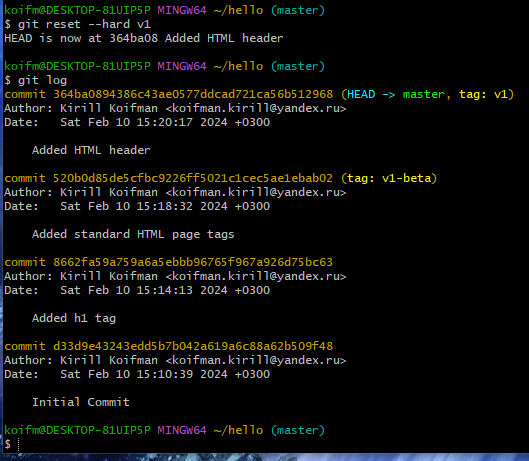 koifm@DESKTOP-81UIP5P MINGW64 ~/hello (master)
$ git reset --hard v1
HEAD is now at 364ba08 Added HTML header

koifm@DESKTOP-81UIP5P MINGW64 ~/hello (master)
$ git log
commit 364ba0894386c43ae0577ddcad721ca56b512968 (HEAD -> master, tag: v1)
Author: Kirill Koifman <koifman.kirill@yandex.ru>
Date:   Sat Feb 10 15:20:17 2024 +0300

    Added HTML header

commit 520b0d85de5cfbc9226ff5021c1cec5ae1ebab02 (tag: v1-beta)
Author: Kirill Koifman <koifman.kirill@yandex.ru>
Date:   Sat Feb 10 15:18:32 2024 +0300

    Added standard HTML page tags

commit 8662fa59a759a6a5ebbb96765f967a926d75bc63
Author: Kirill Koifman <koifman.kirill@yandex.ru>
Date:   Sat Feb 10 15:14:13 2024 +0300

    Added h1 tag

commit d33d9e43243edd5b7b042a619a6c88a62b509f48
Author: Kirill Koifman <koifman.kirill@yandex.ru>
Date:   Sat Feb 10 15:10:39 2024 +0300

    Initial Commit

koifm@DESKTOP-81UIP5P MINGW64 ~/hello (master)
$